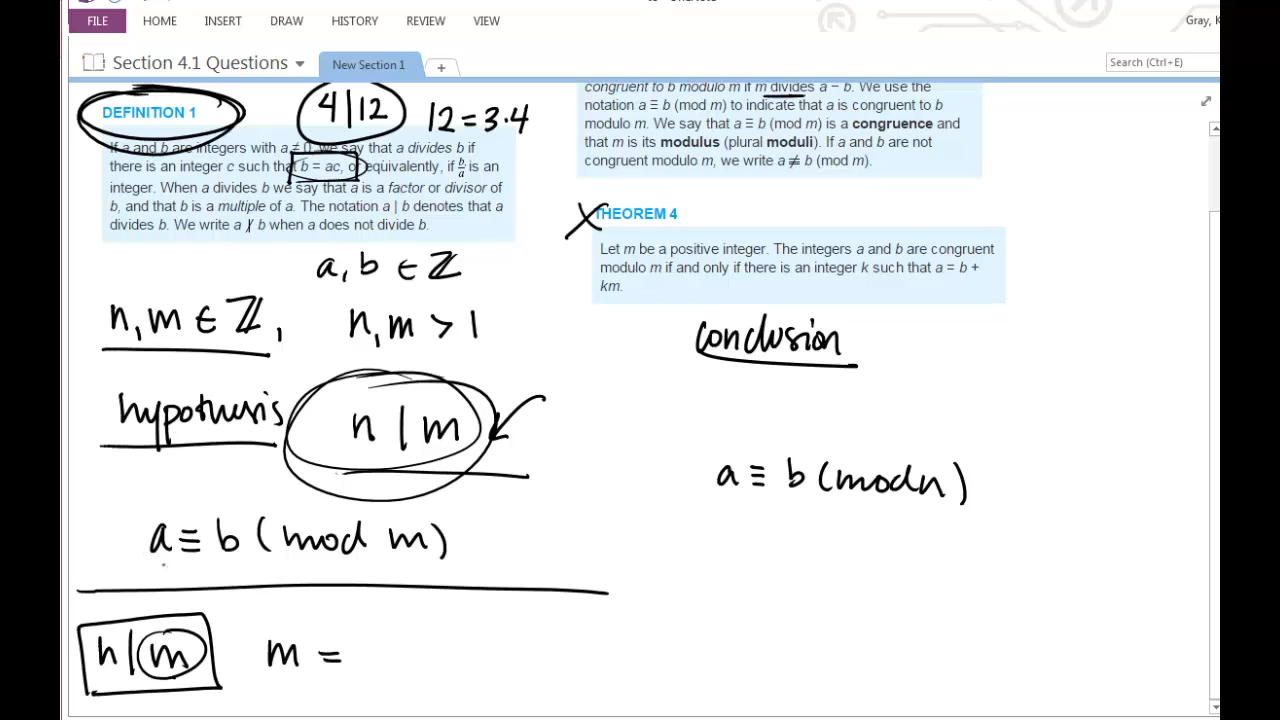 FILE HOME INSERT DRAW HISTORY REVIEW VIEW
Gray, K
Section 4.1 Questions
New Section 1
+
Search (Ctrl+E)
DEFINITION 1
4|12
12 = 3·4
If a and b are integers with a ≠ 0, we say that a divides b if
there is an integer c such that b = ac, or equivalently, if b/a is an
integer. When a divides b we say that a is a factor or divisor of
b, and that b is a multiple of a. The notation a | b denotes that a
divides b. We write a ∤ b when a does not divide b.
a, b ∈ ℤ
n, m ∈ ℤ, n, m > 1
hypothesis n | m
a ≡ b (mod m)
n|m m =
congruent to b modulo m if m divides a − b. We use the
notation a ≡ b (mod m) to indicate that a is congruent to b
modulo m. We say that a ≡ b (mod m) is a congruence and
that m is its modulus (plural moduli). If a and b are not
congruent modulo m, we write a ≢ b (mod m).
THEOREM 4
Let m be a positive integer. The integers a and b are congruent
modulo m if and only if there is an integer k such that a = b +
km.
conclusion
a ≡ b (mod n)